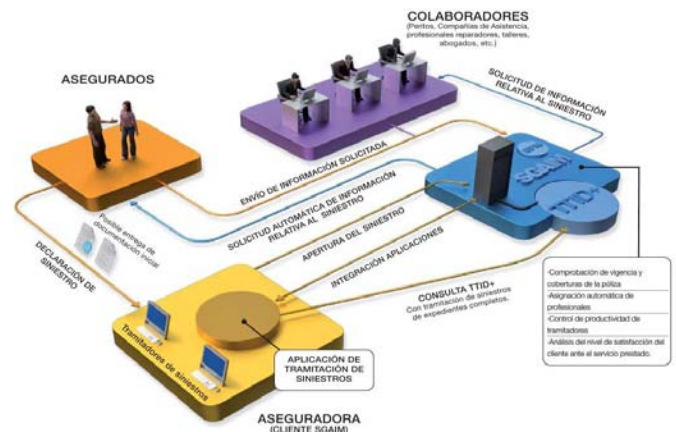 COLABORADORES
(Peritos, Compañías de Asistencia,
profesionales reparadores, talleres,
abogados, etc.)
ASEGURADOS
SOLICITUD DE INFORMACIÓN
RELATIVA AL SINIESTRO
ENVÍO DE INFORMACIÓN SOLICITADA
SGAIM
TTID+
SOLICITUD AUTOMÁTICA DE INFORMACIÓN
RELATIVA AL SINIESTRO
Posible entrega de
documentación inicial
DECLARACIÓN DE
SINIESTRO
APERTURA DEL SINIESTRO
INTEGRACIÓN APLICACIONES
CONSULTA TTID+
Con tramitación de siniestros
de expedientes completos.
-Comprobación de vigencia y
coberturas de la póliza
-Asignación automática de
profesionales
-Control de productividad de
tramitadores
-Análisis del nivel de satisfacción del
cliente ante el servicio prestado.
Tramitadores de siniestros
APLICACIÓN DE
TRAMITACIÓN DE
SINIESTROS
ASEGURADORA
(CLIENTE SGAIM)